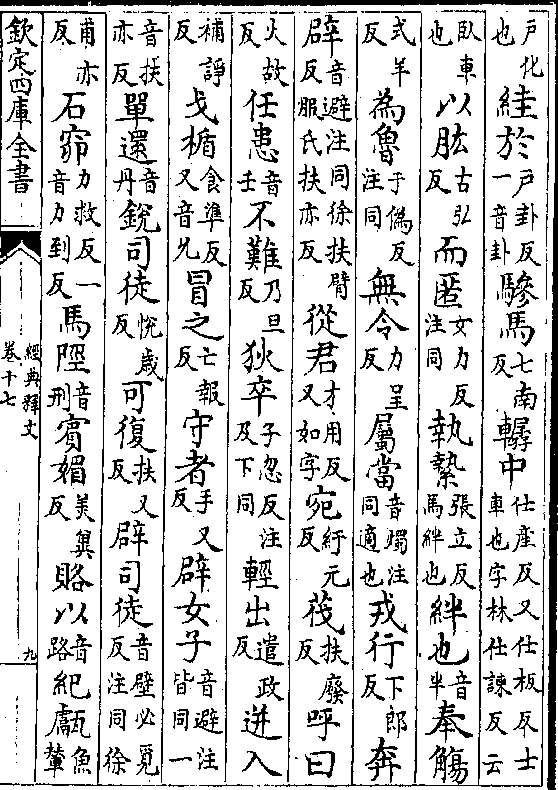 戶化也絓於戶卦反一音卦驂馬七南反轏中仕座反又仕板反士車也字林仕諫反云
臥車也以肱古弘反而匿女力反注同執縶張立反馬絆也絆也音半奉觴
式羊反為魯于偽反注同無令力呈反屬當音燭注同適也戎行下郎反奔
辟音避注同徐扶臂反服氏扶亦反從君才用反又如字宛紆元反茷扶廢反呼曰
火故反任患音壬不難乃旦反狄卒子忽反注及下同輕出遣政反迸入
補諍反戈楯食準反又音允冒之亡報反守者手又反辟女子音避注皆同一
音扶亦反單還音丹銳司徒悅歲反可復扶又反辟司徒音壁必覓反注同徐
甫亦反石窌力救反一音力到反馬陘音刑賓媚美冀反賂以音路紀甗魚輦
欽定四庫全書
經典釋文
卷十七
九